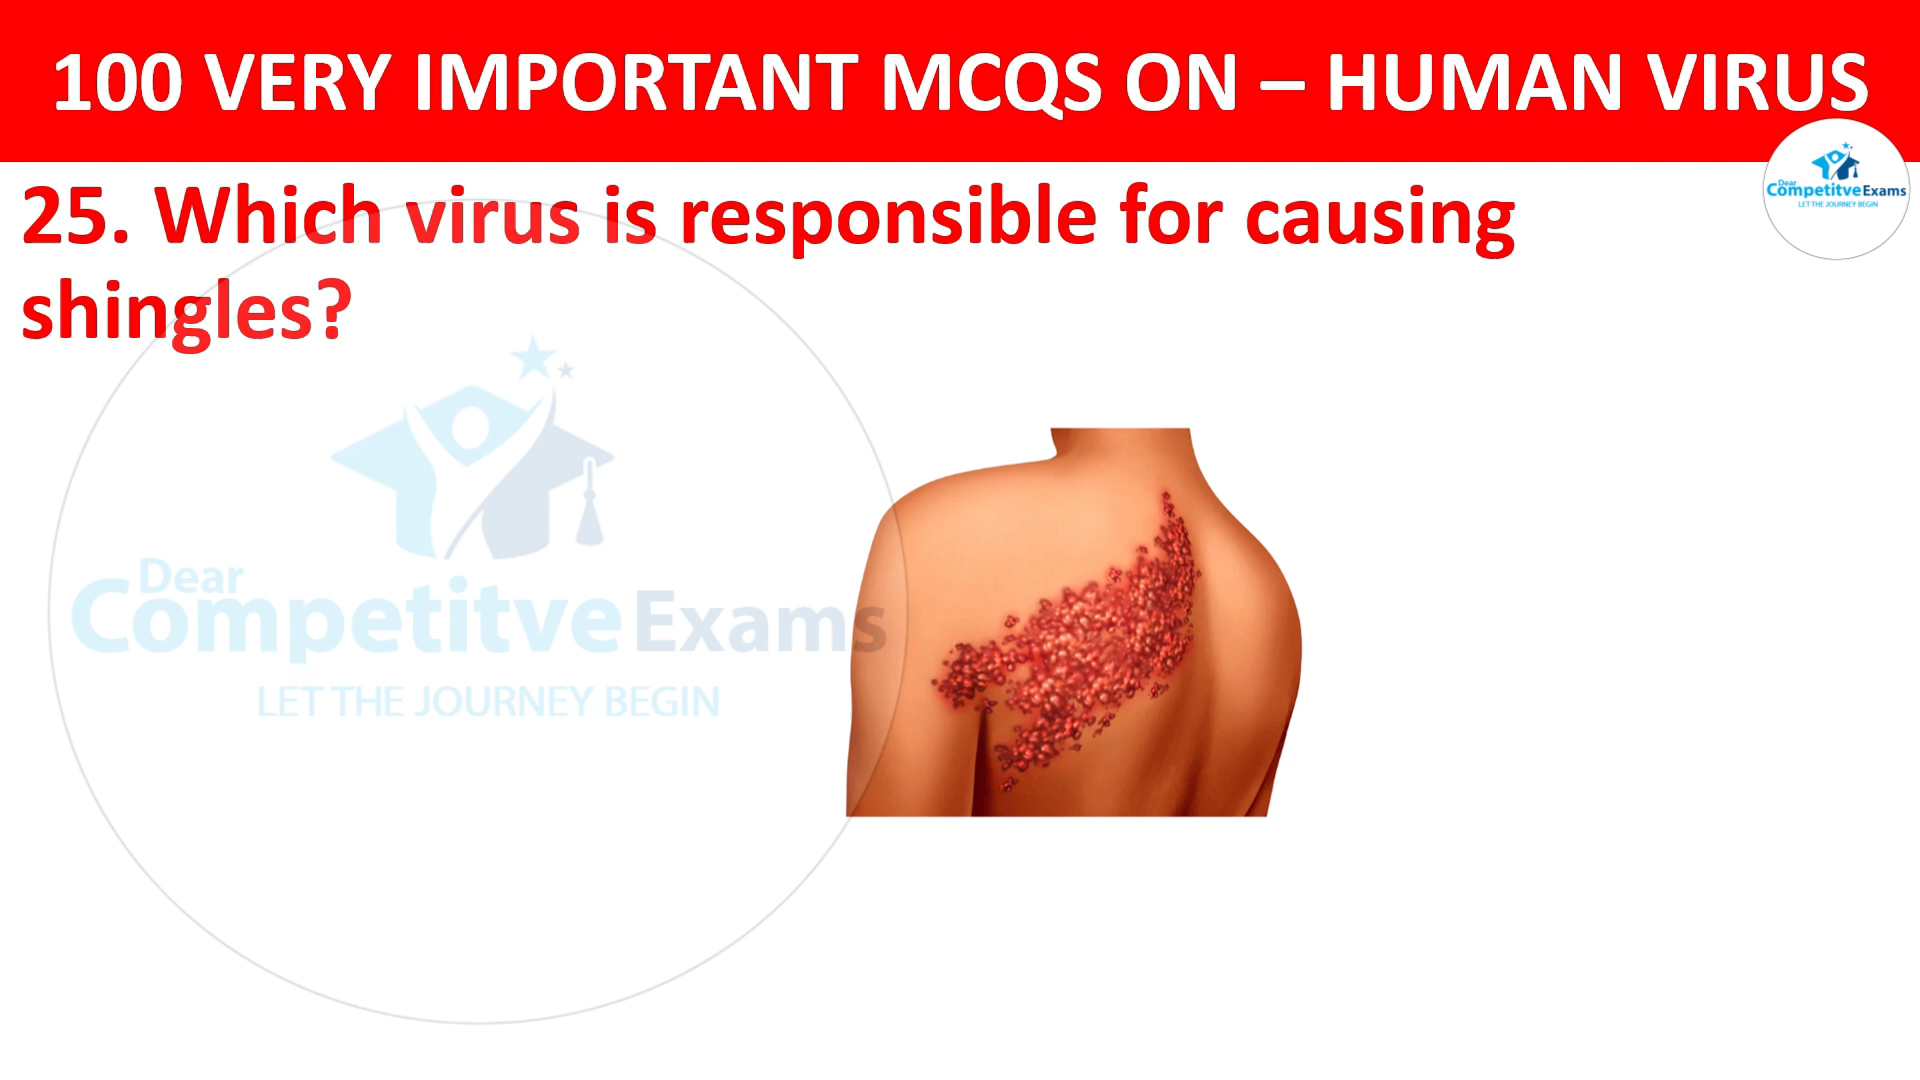 100 VERY IMPORTANT MCQS ON – HUMAN VIRUS
Dear
CompetitveExams
LET THE JOURNEY BEGIN
25. Which virus is responsible for causing
shingles?
Dear
CompetitveExams
LET THE JOURNEY BEGIN